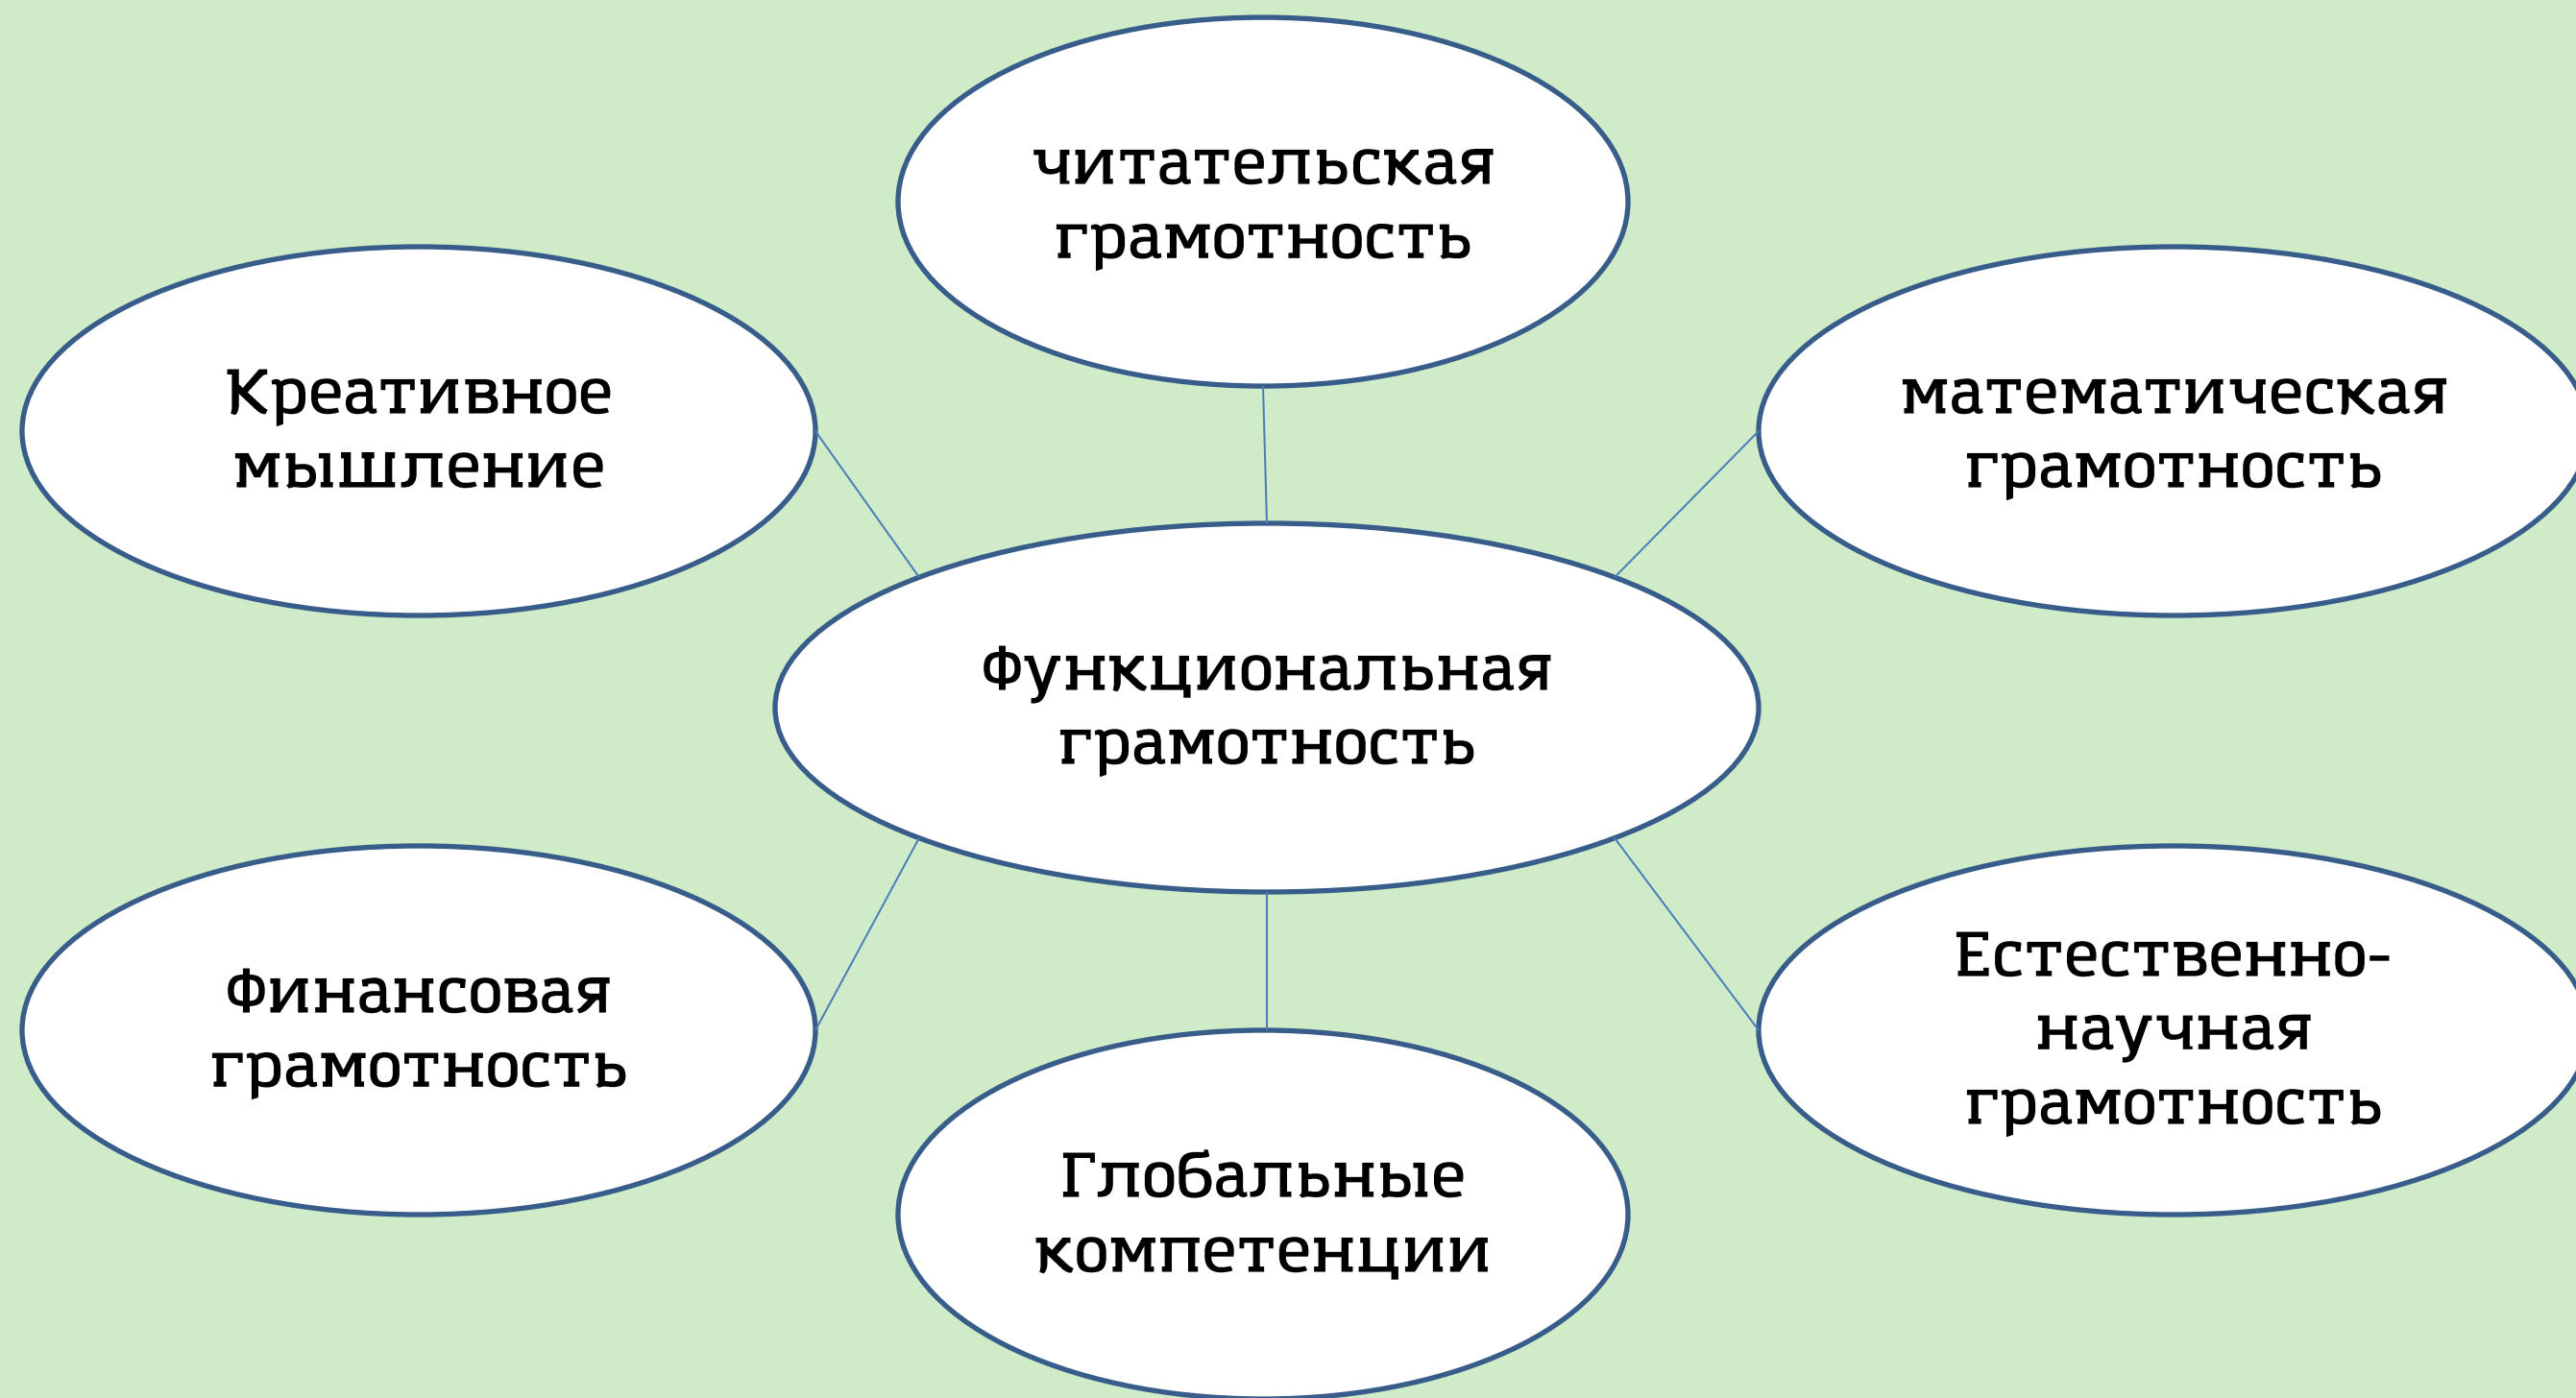 читательская
грамотность
Креативное
мышление
математическая
грамотность
Функциональная
грамотность
Финансовая
грамотность
Естественно-
научная
грамотность
Глобальные
компетенции